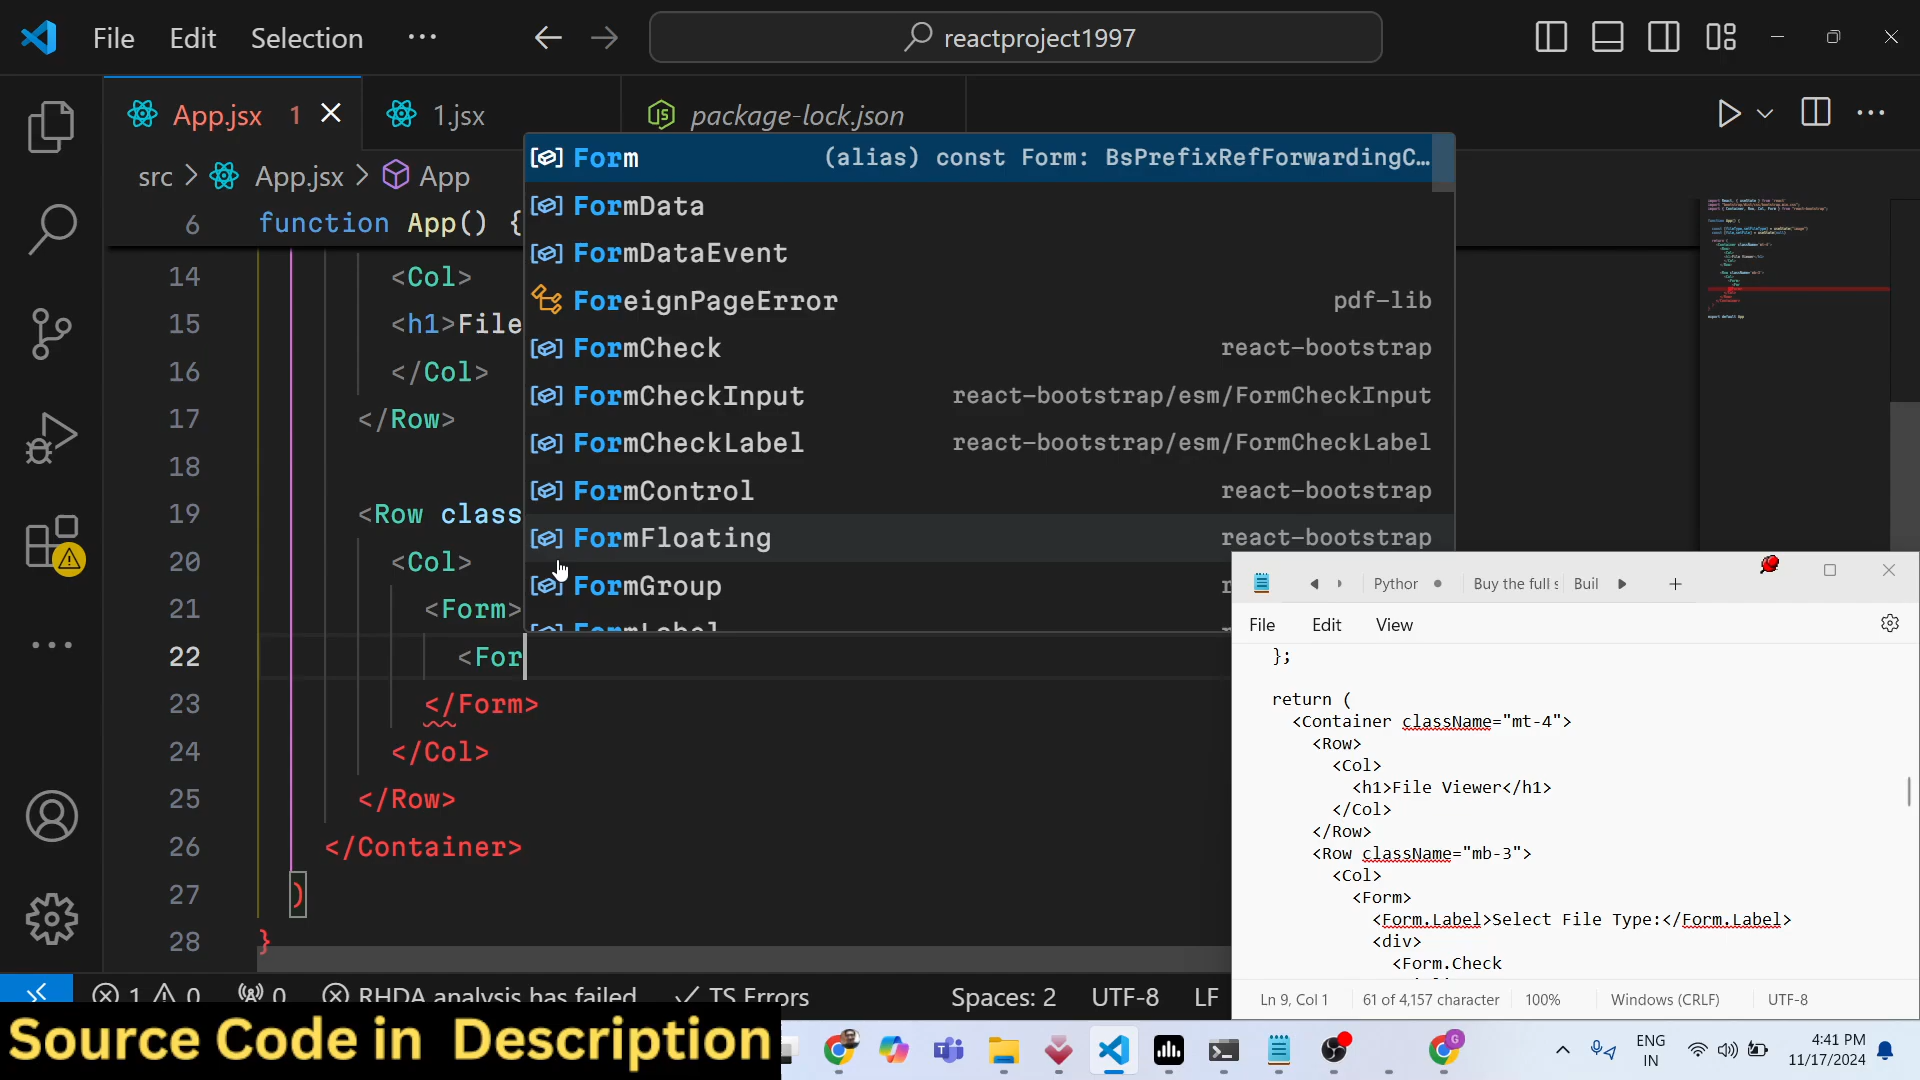 File Edit Selection ··· reactproject1997
App.jsx 1 1.jsx package-lock.json
src > App.jsx > App
6 function App() {
14 <Col>
15 <h1>File
16 </Col>
17 </Row>
18
19 <Row class
20 <Col>
21 <Form>
22 <For
23 </Form>
24 </Col>
25 </Row>
26 </Container>
27 )
28 }
Form (alias) const Form: BsPrefixRefForwardingC…
FormData
FormDataEvent
ForeignPageError pdf-lib
FormCheck react-bootstrap
FormCheckInput react-bootstrap/esm/FormCheckInput
FormCheckLabel react-bootstrap/esm/FormCheckLabel
FormControl react-bootstrap
FormFloating react-bootstrap
FormGroup
FormLabel
Python Buy the full Buil
File Edit View
};
return (
<Container className="mt-4">
<Row>
<Col>
<h1>File Viewer</h1>
</Col>
</Row>
<Row className="mb-3">
<Col>
<Form>
<Form.Label>Select File Type:</Form.Label>
<div>
<Form.Check
Ln 9, Col 1 61 of 4,157 character 100% Windows (CRLF) UTF-8
1 0 0 RHDA analysis has failed TS Errors Spaces: 2 UTF-8 LF
Source Code in Description
ENG
IN
4:41 PM
11/17/2024